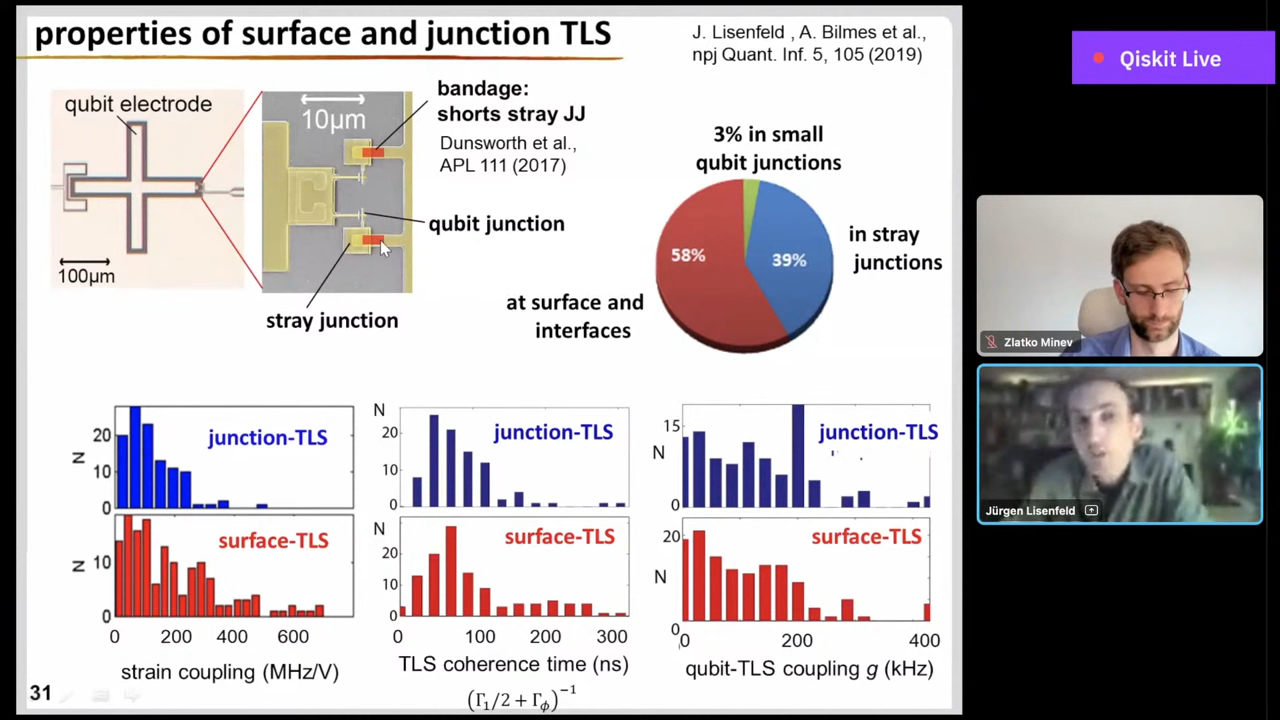 properties of surface and junction TLS
J. Lisenfeld , A. Bilmes et al.,
npj Quant. Inf. 5, 105 (2019)
Qiskit Live
qubit electrode
100µm
10µm
bandage:
shorts stray JJ
Dunsworth et al.,
APL 111 (2017)
qubit junction
stray junction
3% in small
qubit junctions
58%
39%
in stray
junctions
at surface and
interfaces
Zlatko Minev
Jürgen Lisenfeld
N
20
10
0
junction-TLS
N
10
0
surface-TLS
0 200 400 600
strain coupling (MHz/V)
N
20
10
0
junction-TLS
N
20
10
0
surface-TLS
0 100 200 300
TLS coherence time (ns)
(Γ1/2 + Γϕ)−1
15
N
0
junction-TLS
20
N
0
surface-TLS
0 200 400
qubit-TLS coupling g (kHz)
31